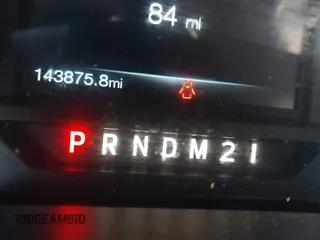 84 mi
143875.8mi
P R N D M 2 1
DREAMBID